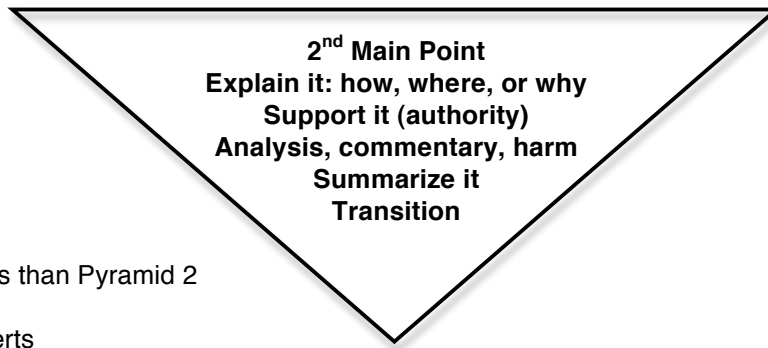 2nd Main Point
Explain it: how, where, or why
Support it (authority)
Analysis, commentary, harm
Summarize it
Transition
than Pyramid 2